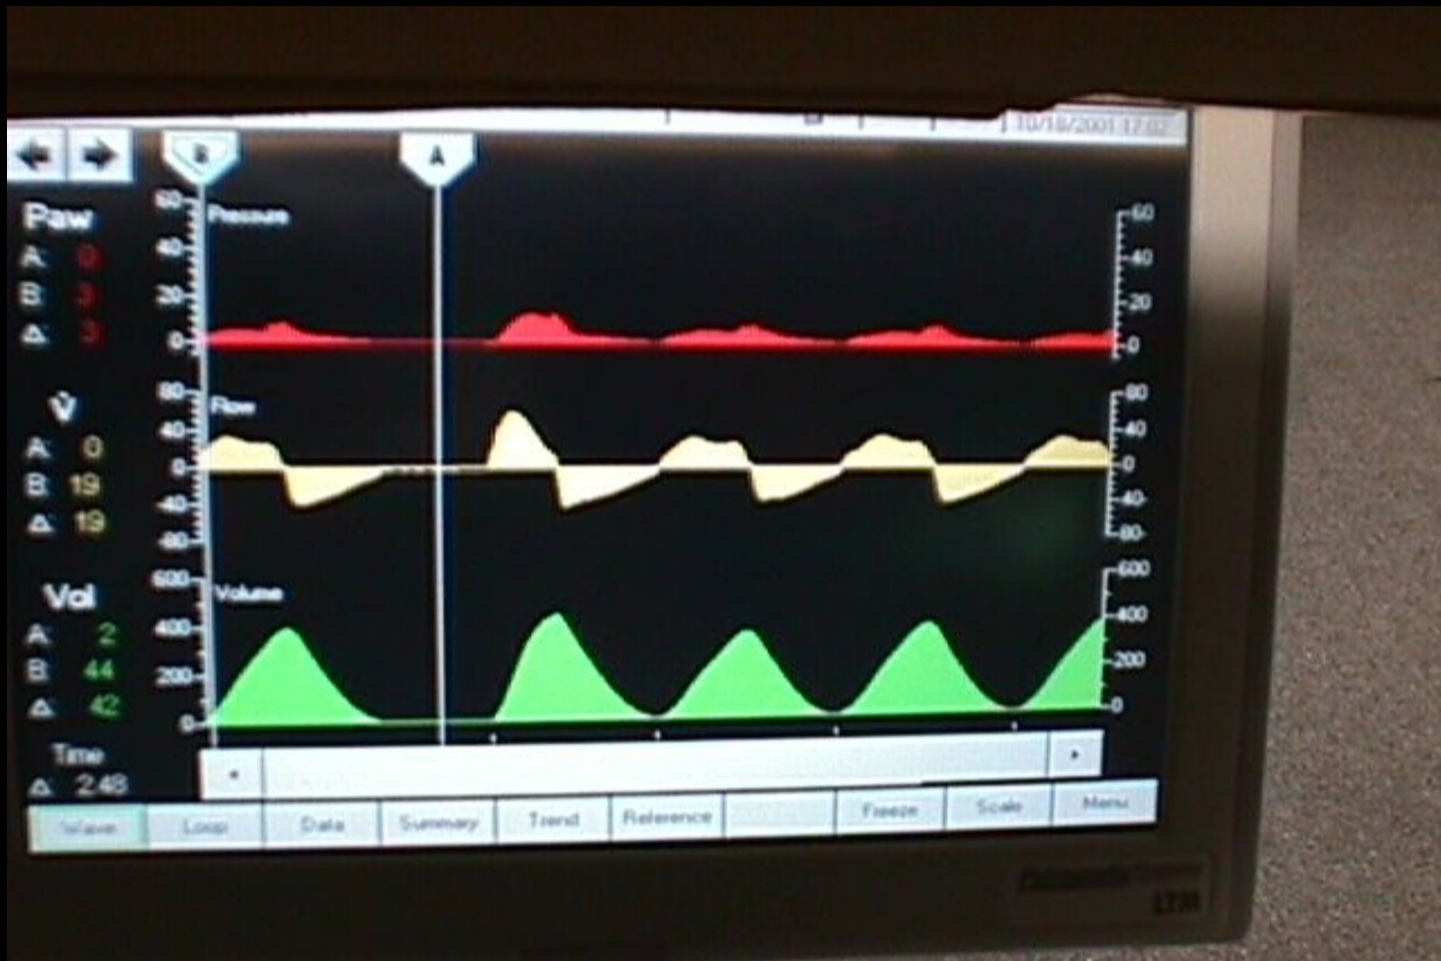 10/18/2001 17:02
B A
Paw
A: 0
B: 3
Δ: 3
Pressure
60 40 20 0
60 40 20 0
V̇
A: 0
B: 19
Δ: 19
Flow
80 40 0 -40 -80
80 40 0 -40 -80
Vol
A: 2
B: 44
Δ: 42
Volume
600 400 200 0
600 400 200 0
Time
Δ: 2.48
Wave Loop Data Summary Trend Reference Freeze Scale Menu